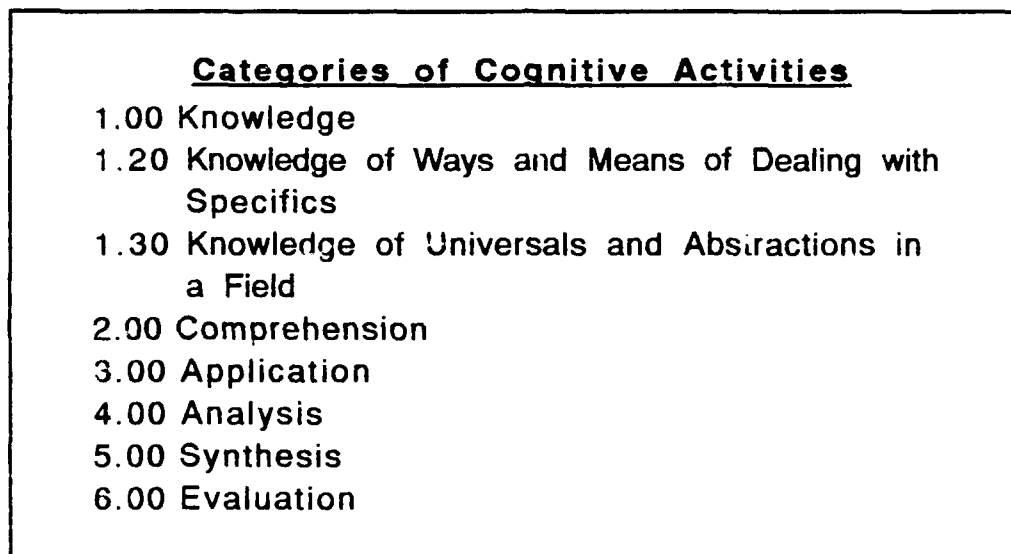 Categories of Cognitive Activities
1.00 Knowledge
1.20 Knowledge of Ways and Means of Dealing with
Specifics
1.30 Knowledge of Universals and Abstractions in
a Field
2.00 Comprehension
3.00 Application
4.00 Analysis
5.00 Synthesis
6.00 Evaluation